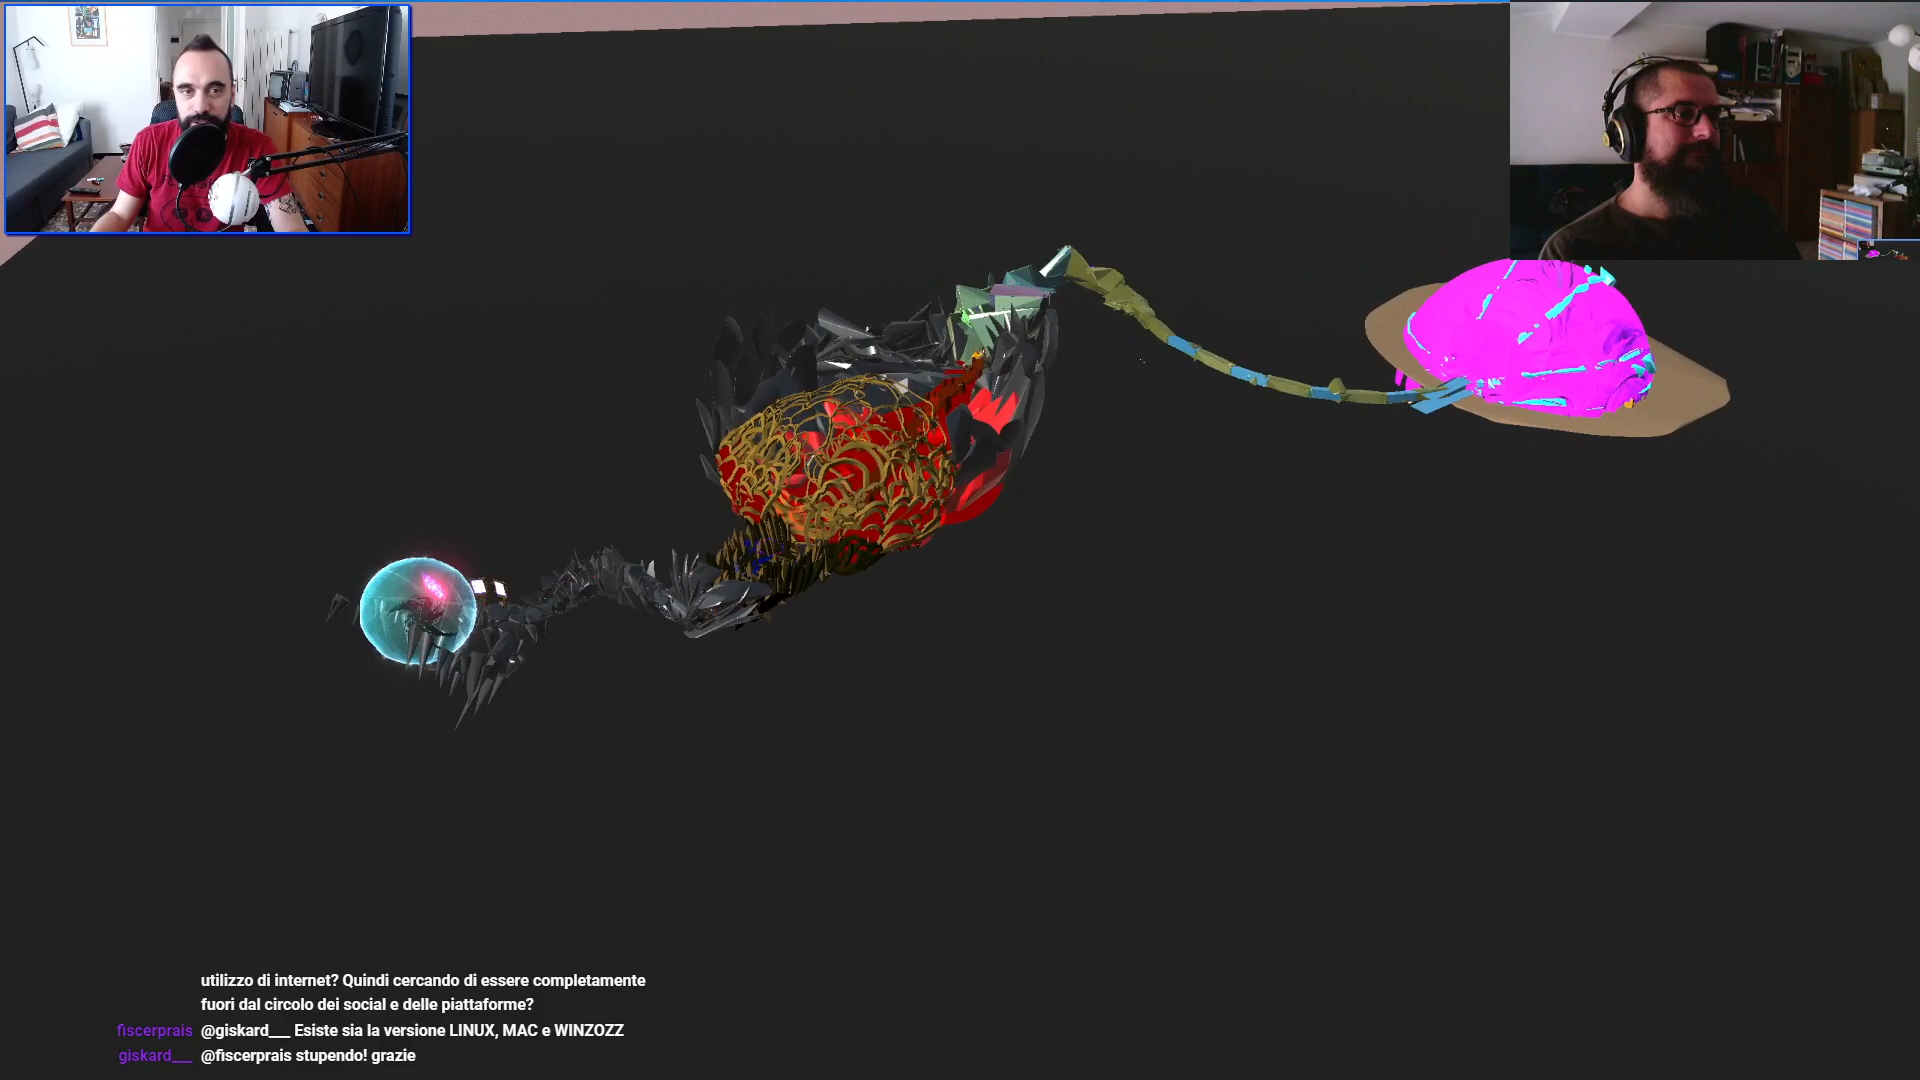 utilizzo di internet? Quindi cercando di essere completamente
fuori dal circolo dei social e delle piattaforme?
fiscerprais @giskard___ Esiste sia la versione LINUX, MAC e WINZOZZ
giskard___ @fiscerprais stupendo! grazie